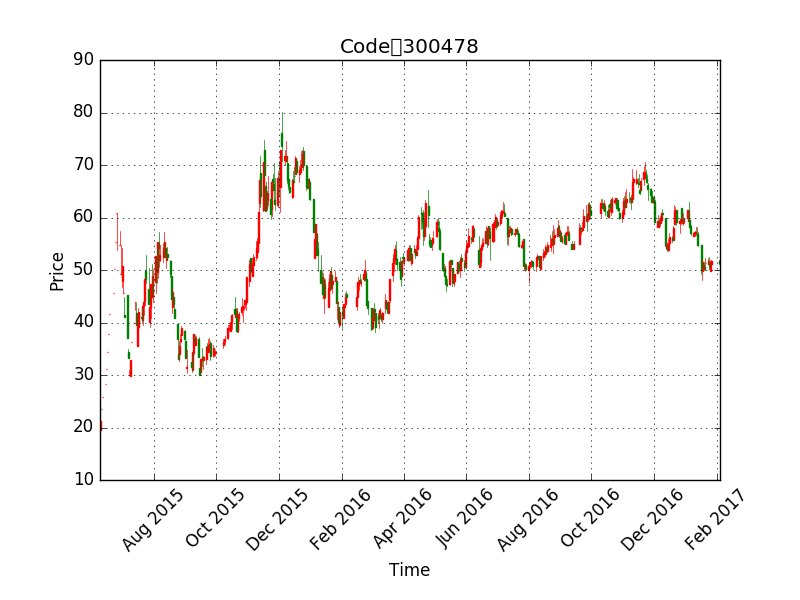 Code▯300478
90
80
70
60
50
40
30
20
10
Price
Aug 2015
Oct 2015
Dec 2015
Feb 2016
Apr 2016
Jun 2016
Aug 2016
Oct 2016
Dec 2016
Feb 2017
Time